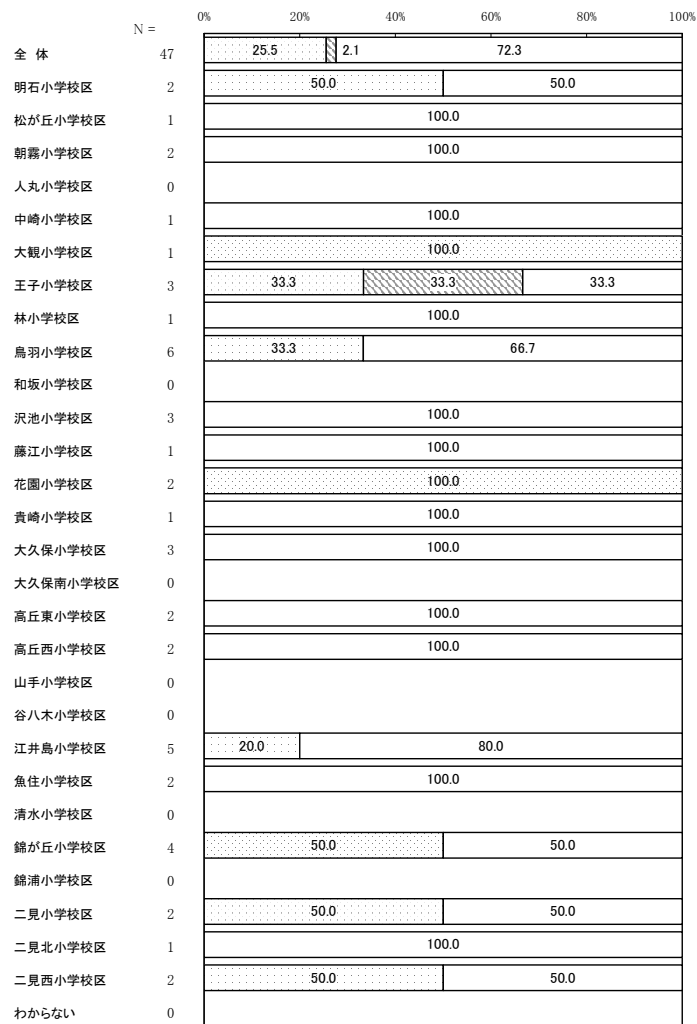 0% 20% 40% 60% 80% 100%
N =
全 体 47 25.5 2.1 72.3
明石小学校区 2 50.0 50.0
松が丘小学校区 1 100.0
朝霧小学校区 2 100.0
人丸小学校区 0
中崎小学校区 1 100.0
大観小学校区 1 100.0
王子小学校区 3 33.3 33.3 33.3
林小学校区 1 100.0
鳥羽小学校区 6 33.3 66.7
和坂小学校区 0
沢池小学校区 3 100.0
藤江小学校区 1 100.0
花園小学校区 2 100.0
貴崎小学校区 1 100.0
大久保小学校区 3 100.0
大久保南小学校区 0
高丘東小学校区 2 100.0
高丘西小学校区 2 100.0
山手小学校区 0
谷八木小学校区 0
江井島小学校区 5 20.0 80.0
魚住小学校区 2 100.0
清水小学校区 0
錦が丘小学校区 4 50.0 50.0
錦浦小学校区 0
二見小学校区 2 50.0 50.0
二見北小学校区 1 100.0
二見西小学校区 2 50.0 50.0
わからない 0